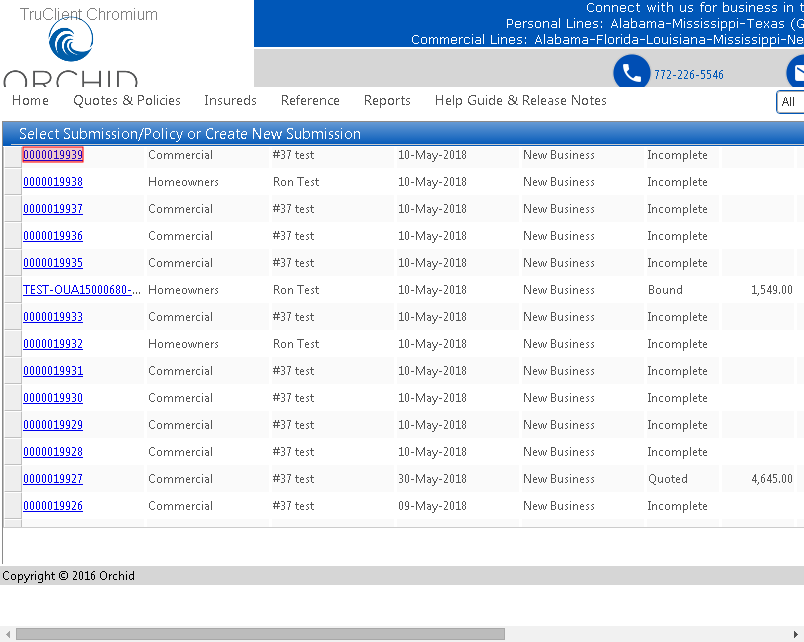 TruClient Chromium
ORCHID
Connect with us for business in t
Personal Lines: Alabama-Mississippi-Texas (G
Commercial Lines: Alabama-Florida-Louisiana-Mississippi-Ne
772-226-5546
Home Quotes & Policies Insureds Reference Reports Help Guide & Release Notes All
Select Submission/Policy or Create New Submission
0000019939 Commercial #37 test 10-May-2018 New Business Incomplete
0000019938 Homeowners Ron Test 10-May-2018 New Business Incomplete
0000019937 Commercial #37 test 10-May-2018 New Business Incomplete
0000019936 Commercial #37 test 10-May-2018 New Business Incomplete
0000019935 Commercial #37 test 10-May-2018 New Business Incomplete
TEST-OUA15000680-... Homeowners Ron Test 10-May-2018 New Business Bound 1,549.00
0000019933 Commercial #37 test 10-May-2018 New Business Incomplete
0000019932 Homeowners Ron Test 10-May-2018 New Business Incomplete
0000019931 Commercial #37 test 10-May-2018 New Business Incomplete
0000019930 Commercial #37 test 10-May-2018 New Business Incomplete
0000019929 Commercial #37 test 10-May-2018 New Business Incomplete
0000019928 Commercial #37 test 10-May-2018 New Business Incomplete
0000019927 Commercial #37 test 30-May-2018 New Business Quoted 4,645.00
0000019926 Commercial #37 test 09-May-2018 New Business Incomplete
Copyright © 2016 Orchid